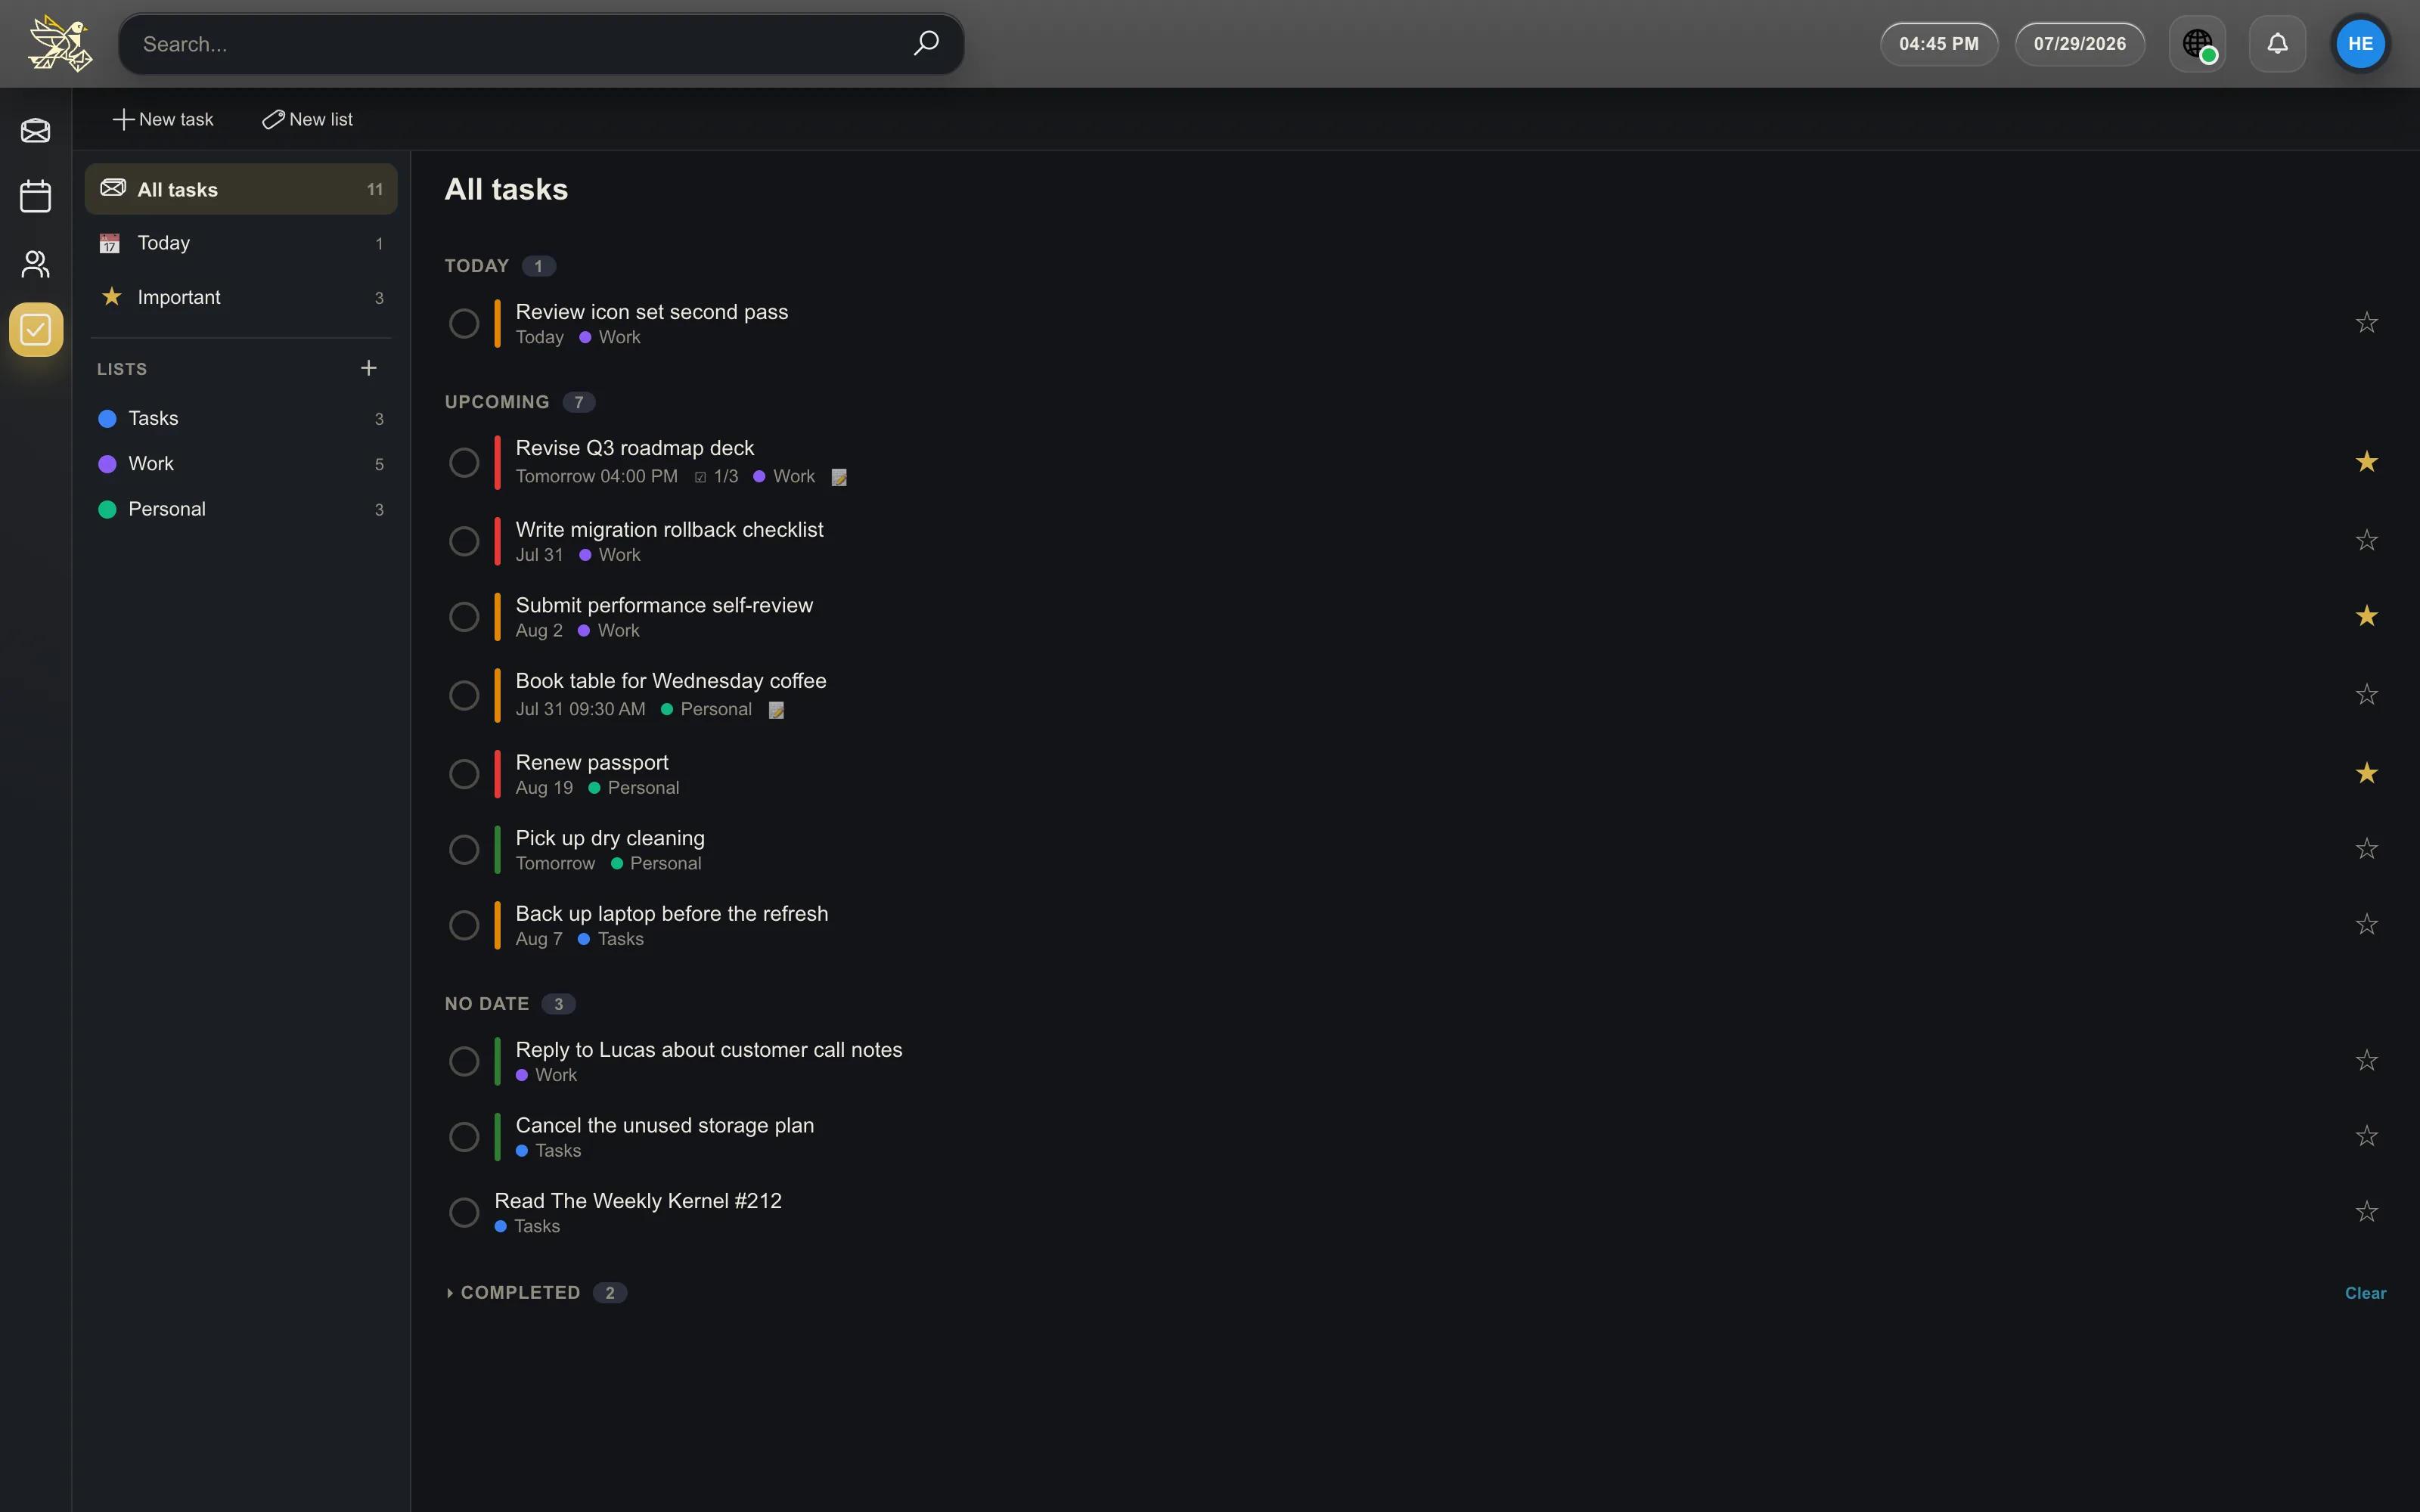 Search...
04:45 PM
07/29/2026
HE
New task
New list
All tasks 11
17
Today 1
Important 3
LISTS
Tasks 3
Work 5
Personal 3
All tasks
TODAY 1
Review icon set second pass
Today Work
UPCOMING 7
Revise Q3 roadmap deck
Tomorrow 04:00 PM 1/3 Work
Write migration rollback checklist
Jul 31 Work
Submit performance self-review
Aug 2 Work
Book table for Wednesday coffee
Jul 31 09:30 AM Personal
Renew passport
Aug 19 Personal
Pick up dry cleaning
Tomorrow Personal
Back up laptop before the refresh
Aug 7 Tasks
NO DATE 3
Reply to Lucas about customer call notes
Work
Cancel the unused storage plan
Tasks
Read The Weekly Kernel #212
Tasks
COMPLETED 2
Clear